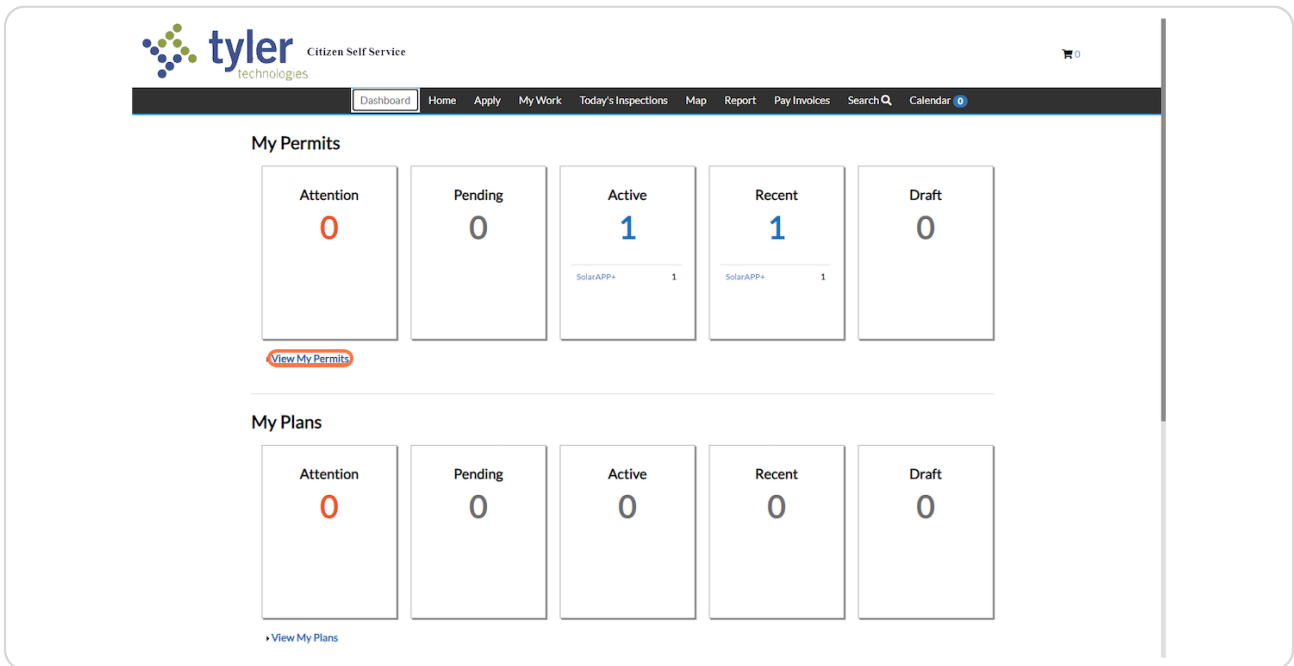 tyler
technologies
Citizen Self Service
0
Dashboard Home Apply My Work Today's Inspections Map Report Pay Invoices Search Calendar 0
My Permits
Attention Pending Active Recent Draft
0 0 1 1 0
SolarAPP+ 1 SolarAPP+ 1
View My Permits
My Plans
Attention Pending Active Recent Draft
0 0 0 0 0
View My Plans